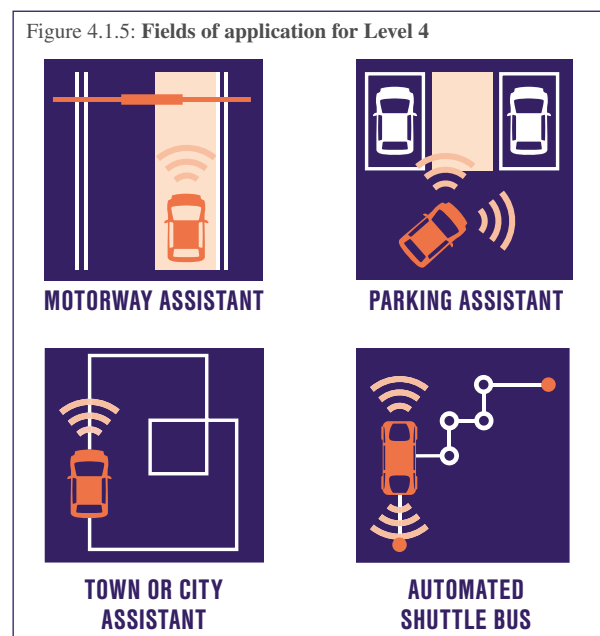 Figure 4.1.5: Fields of application for Level 4
MOTORWAY ASSISTANT
PARKING ASSISTANT
TOWN OR CITY
ASSISTANT
AUTOMATED
SHUTTLE BUS